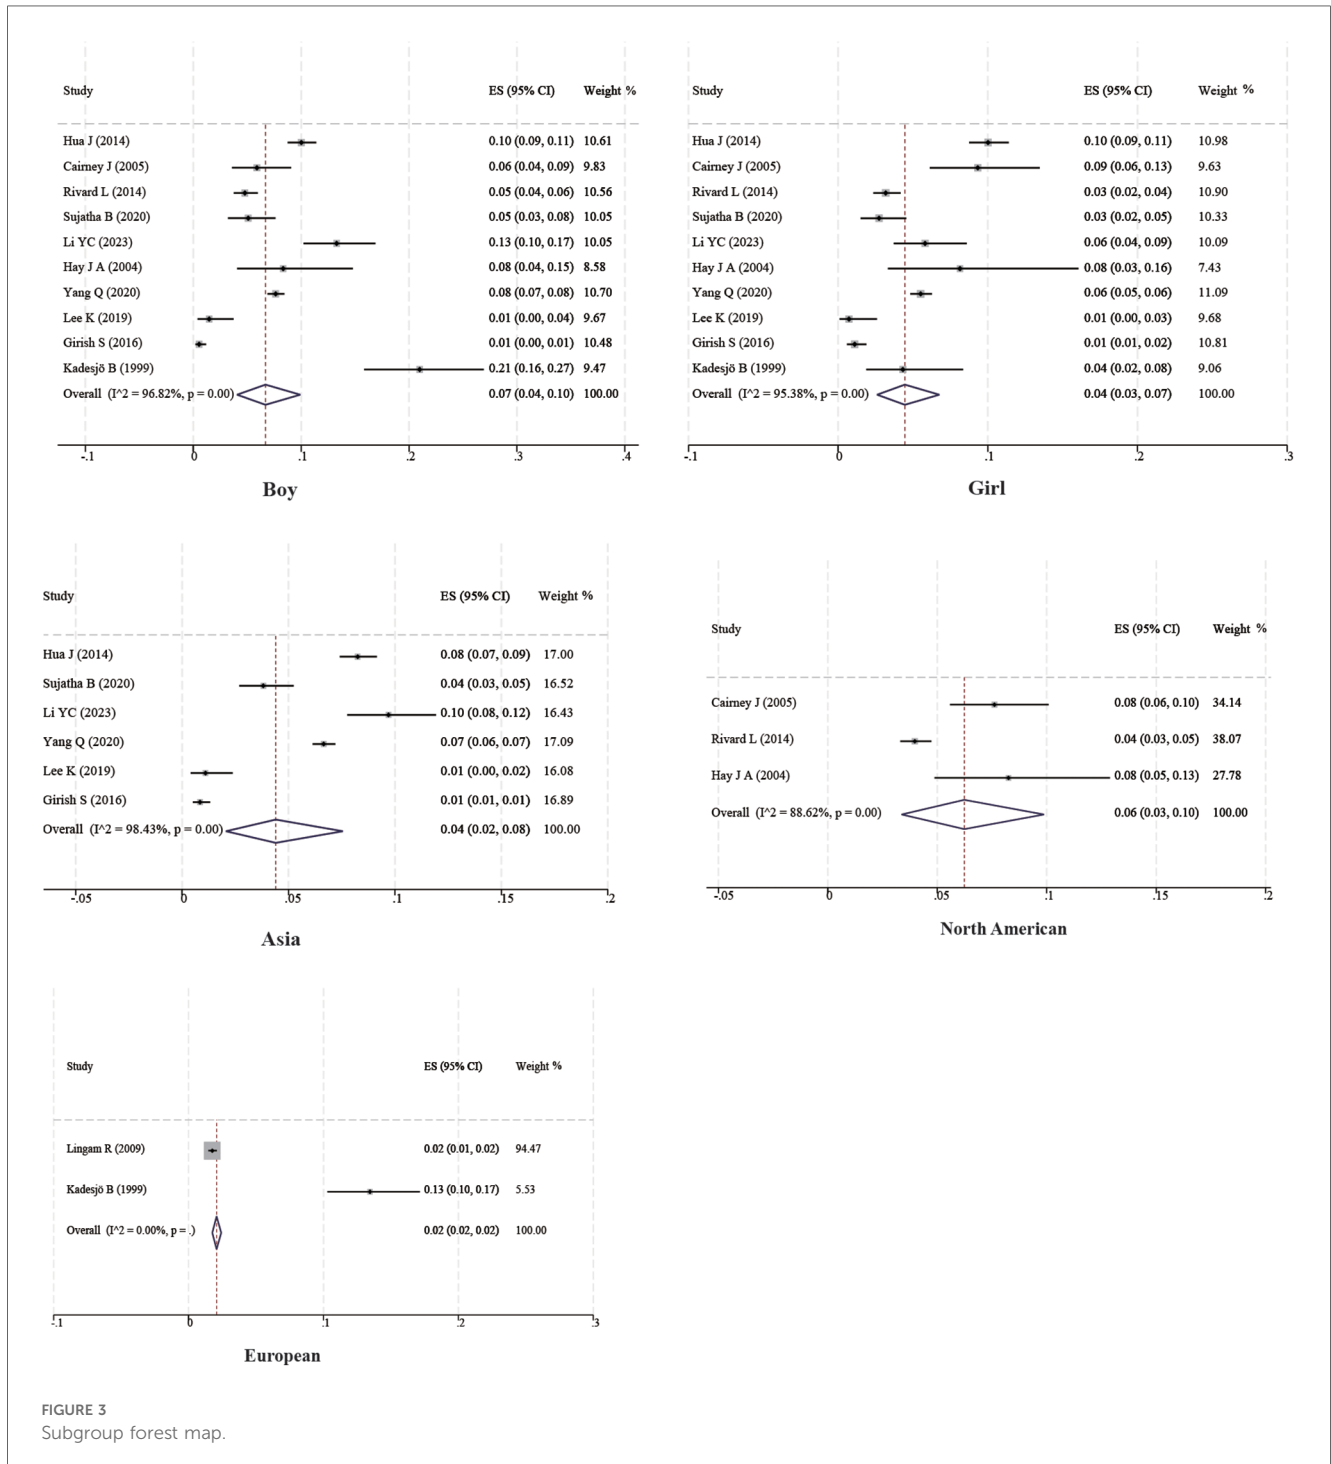 Study ES (95% CI) Weight %
Hua J (2014) 0.10 (0.09, 0.11) 10.61
Cairney J (2005) 0.06 (0.04, 0.09) 9.83
Rivard L (2014) 0.05 (0.04, 0.06) 10.56
Sujatha B (2020) 0.05 (0.03, 0.08) 10.05
Li YC (2023) 0.13 (0.10, 0.17) 10.05
Hay J A (2004) 0.08 (0.04, 0.15) 8.58
Yang Q (2020) 0.08 (0.07, 0.08) 10.70
Lee K (2019) 0.01 (0.00, 0.04) 9.67
Girish S (2016) 0.01 (0.00, 0.01) 10.48
Kadesjö B (1999) 0.21 (0.16, 0.27) 9.47
Overall (I^2 = 96.82%, p = 0.00) 0.07 (0.04, 0.10) 100.00
-.1 0 .1 .2 .3 .4
Boy
Study ES (95% CI) Weight %
Hua J (2014) 0.10 (0.09, 0.11) 10.98
Cairney J (2005) 0.09 (0.06, 0.13) 9.63
Rivard L (2014) 0.03 (0.02, 0.04) 10.90
Sujatha B (2020) 0.03 (0.02, 0.05) 10.33
Li YC (2023) 0.06 (0.04, 0.09) 10.09
Hay J A (2004) 0.08 (0.03, 0.16) 7.43
Yang Q (2020) 0.06 (0.05, 0.06) 11.09
Lee K (2019) 0.01 (0.00, 0.03) 9.68
Girish S (2016) 0.01 (0.01, 0.02) 10.81
Kadesjö B (1999) 0.04 (0.02, 0.08) 9.06
Overall (I^2 = 95.38%, p = 0.00) 0.04 (0.03, 0.07) 100.00
-.1 0 .1 .2 .3
Girl
Study ES (95% CI) Weight %
Hua J (2014) 0.08 (0.07, 0.09) 17.00
Sujatha B (2020) 0.04 (0.03, 0.05) 16.52
Li YC (2023) 0.10 (0.08, 0.12) 16.43
Yang Q (2020) 0.07 (0.06, 0.07) 17.09
Lee K (2019) 0.01 (0.00, 0.02) 16.08
Girish S (2016) 0.01 (0.01, 0.01) 16.89
Overall (I^2 = 98.43%, p = 0.00) 0.04 (0.02, 0.08) 100.00
-.05 0 .05 .1 .15 .2
Asia
Study ES (95% CI) Weight %
Cairney J (2005) 0.08 (0.06, 0.10) 34.14
Rivard L (2014) 0.04 (0.03, 0.05) 38.07
Hay J A (2004) 0.08 (0.05, 0.13) 27.78
Overall (I^2 = 88.62%, p = 0.00) 0.06 (0.03, 0.10) 100.00
-.05 0 .05 .1 .15 .2
North American
Study ES (95% CI) Weight %
Lingam R (2009) 0.02 (0.01, 0.02) 94.47
Kadesjö B (1999) 0.13 (0.10, 0.17) 5.53
Overall (I^2 = 0.00%, p = .) 0.02 (0.02, 0.02) 100.00
-.1 0 .1 .2 .3
European
FIGURE 3
Subgroup forest map.